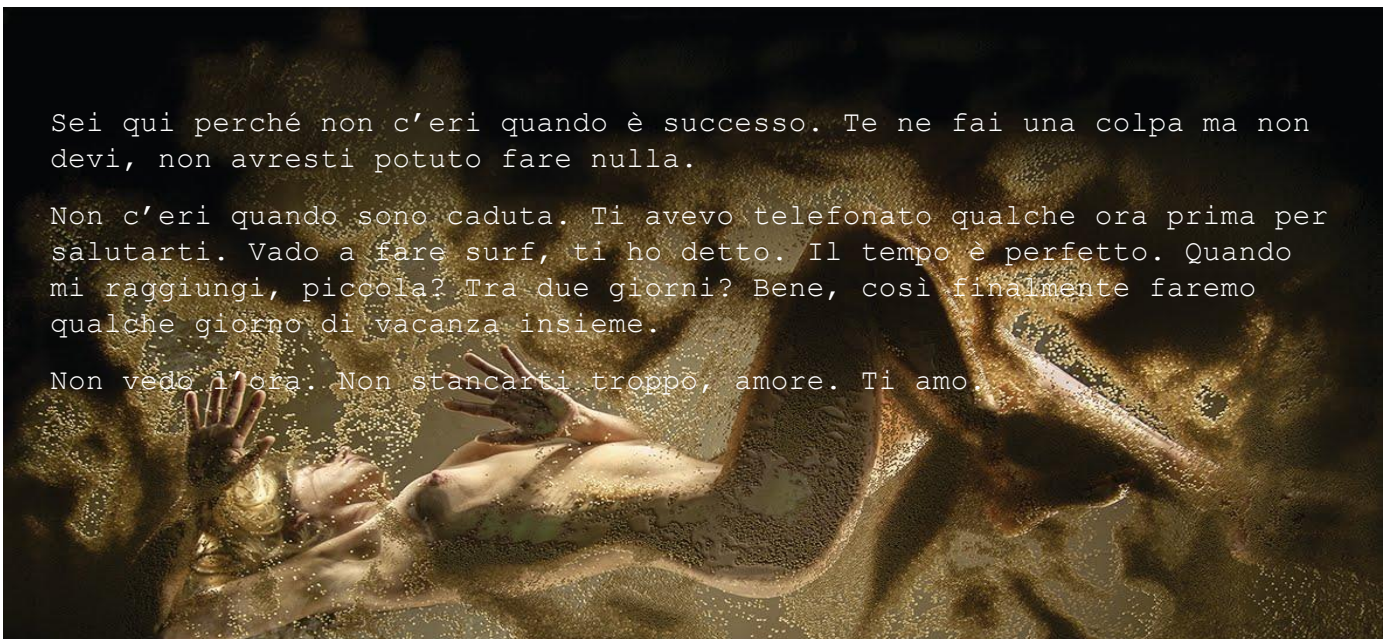 Sei qui perché non c’eri quando è successo. Te ne fai una colpa ma non
devi, non avresti potuto fare nulla.
Non c’eri quando sono caduta. Ti avevo telefonato qualche ora prima per
salutarti. Vado a fare surf, ti ho detto. Il tempo è perfetto. Quando
mi raggiungi, piccola? Tra due giorni? Bene, così finalmente faremo
qualche giorno di vacanza insieme.
Non vedo l’ora. Non stancarti troppo, amore. Ti amo.